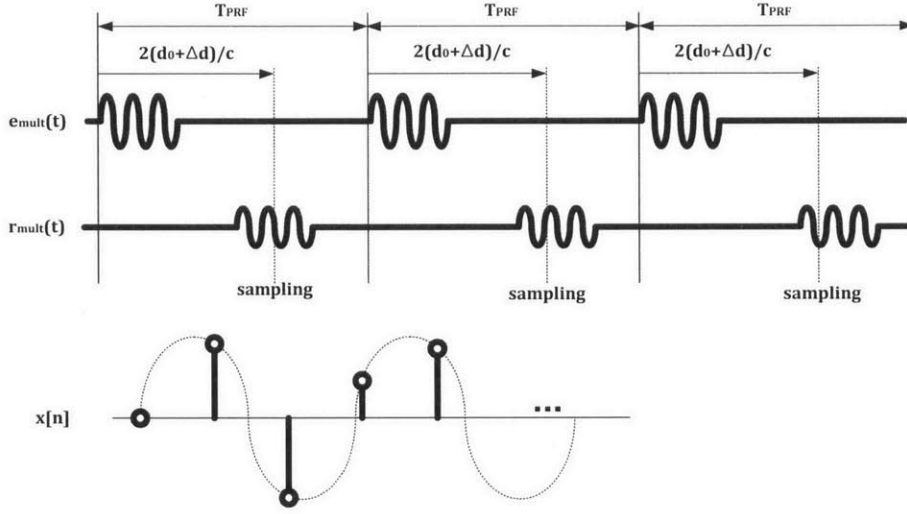 TPRF TPRF TPRF
2(d0+Δd)/c 2(d0+Δd)/c 2(d0+Δd)/c
emult(t)
rmult(t)
sampling sampling sampling
x[n]
...